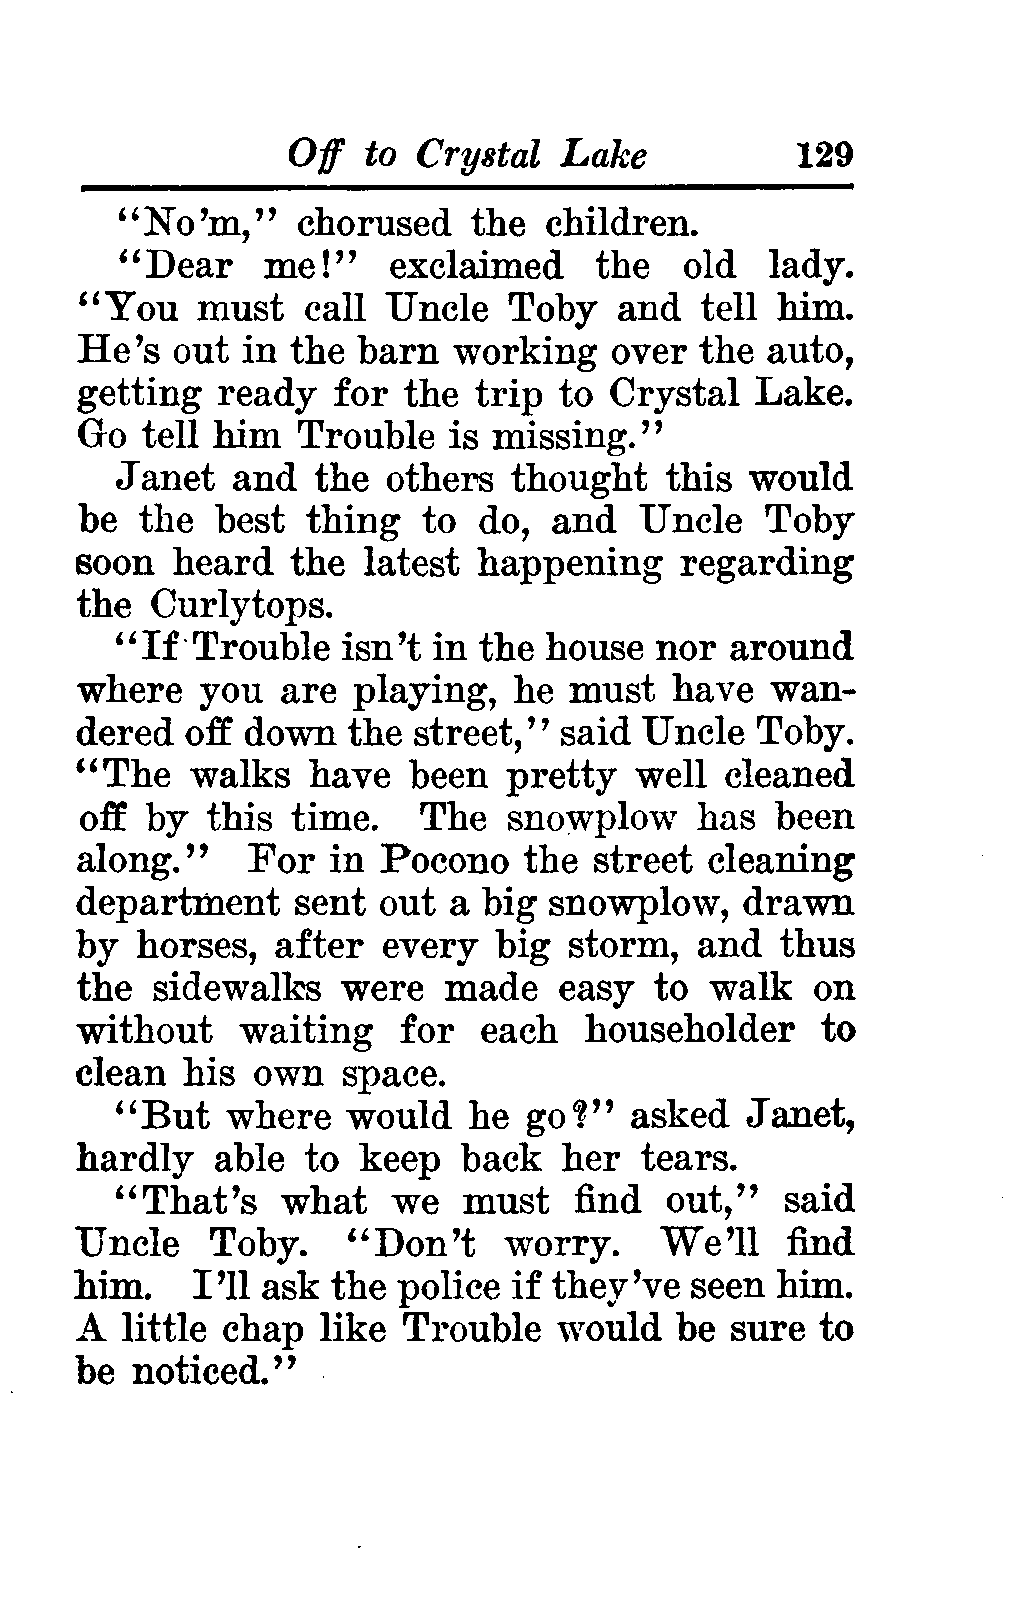 Off to Crystal Lake 129
“No’m,” chorused the children.
“Dear me!” exclaimed the old lady.
“You must call Uncle Toby and tell him.
He’s out in the barn working over the auto,
getting ready for the trip to Crystal Lake.
Go tell him Trouble is missing.”
Janet and the others thought this would
be the best thing to do, and Uncle Toby
soon heard the latest happening regarding
the Curlytops.
“If Trouble isn’t in the house nor around
where you are playing, he must have wan-
dered off down the street,” said Uncle Toby.
“The walks have been pretty well cleaned
off by this time. The snowplow has been
along.” For in Pocono the street cleaning
department sent out a big snowplow, drawn
by horses, after every big storm, and thus
the sidewalks were made easy to walk on
without waiting for each householder to
clean his own space.
“But where would he go?” asked Janet,
hardly able to keep back her tears.
“That’s what we must find out,” said
Uncle Toby. “Don’t worry. We’ll find
him. I’ll ask the police if they’ve seen him.
A little chap like Trouble would be sure to
be noticed.”